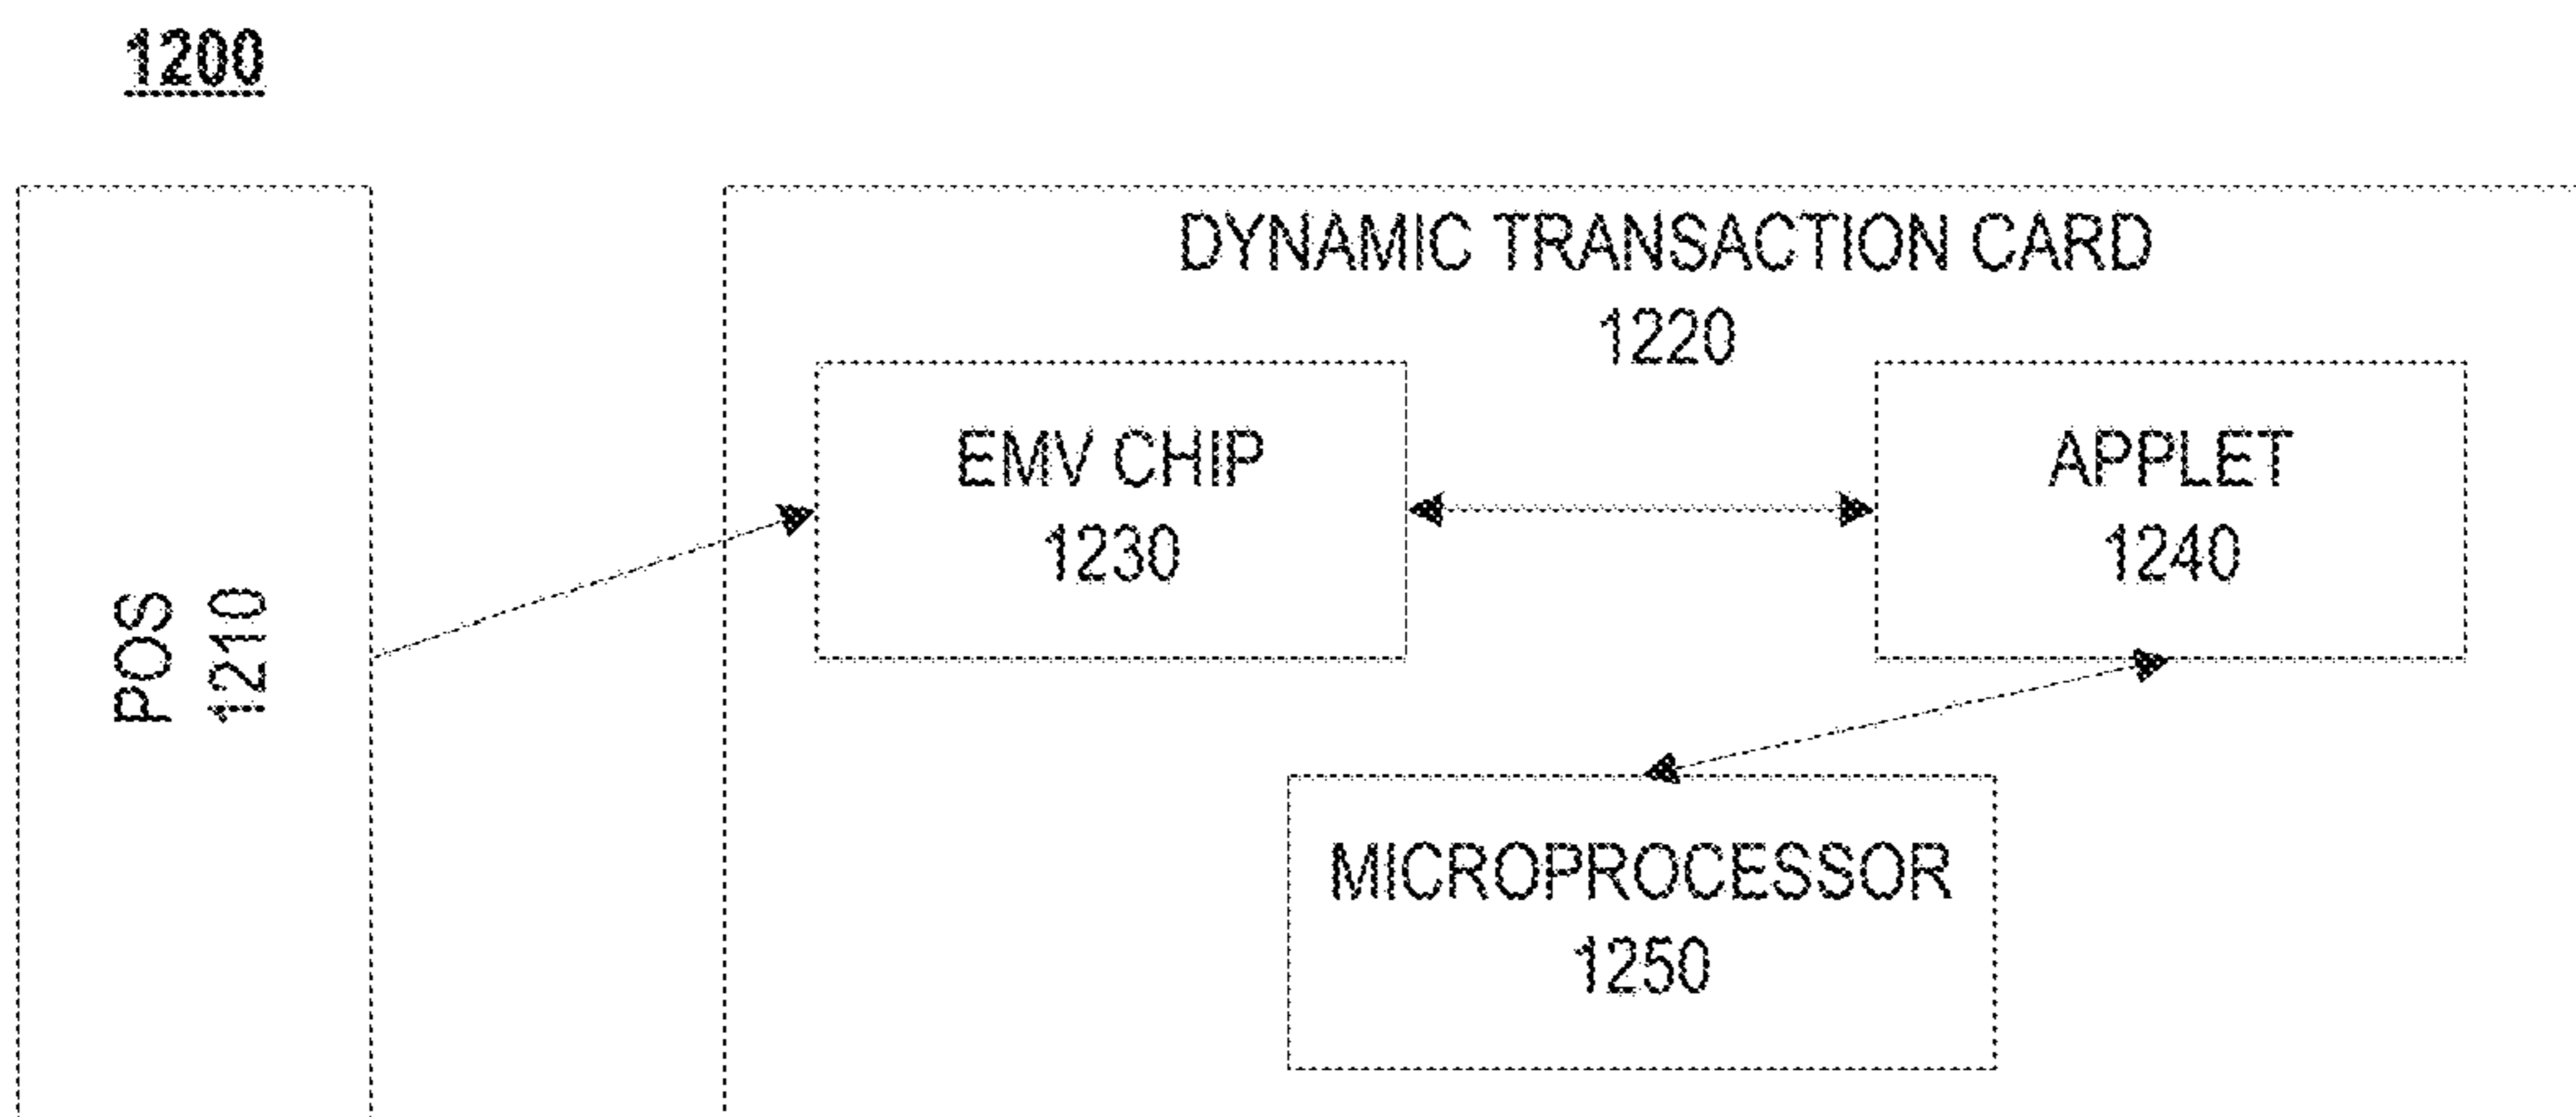 1200
POS
1210
DYNAMIC TRANSACTION CARD
1220
EMV CHIP
1230
APPLET
1240
MICROPROCESSOR
1250